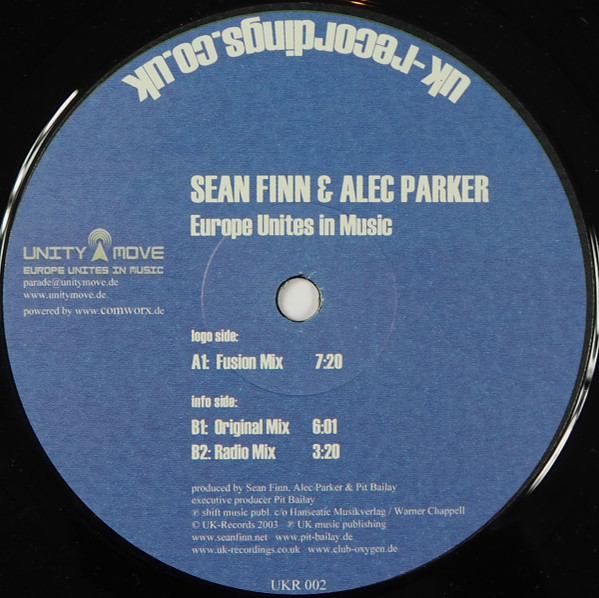 uk-recordings.co.uk
SEAN FINN & ALEC PARKER
Europe Unites in Music
UNITY MOVE
EUROPE UNITES IN MUSIC
parade@unitymove.de
www.unitymove.de
powered by www.comworx.de
logo side:
A1: Fusion Mix 7:20
info side:
B1: Original Mix 6:01
B2: Radio Mix 3:20
produced by Sean Finn, Alec Parker & Pit Bailay
executive producer Pit Bailay
℗ shift music publ. c/o Hanseatic Musikverlag / Warner Chappell
© UK-Records 2003 ℗ UK music publishing
www.seanfinn.net www.pit-bailay.de
www.uk-recordings.co.uk www.club-oxygen.de
UKR 002